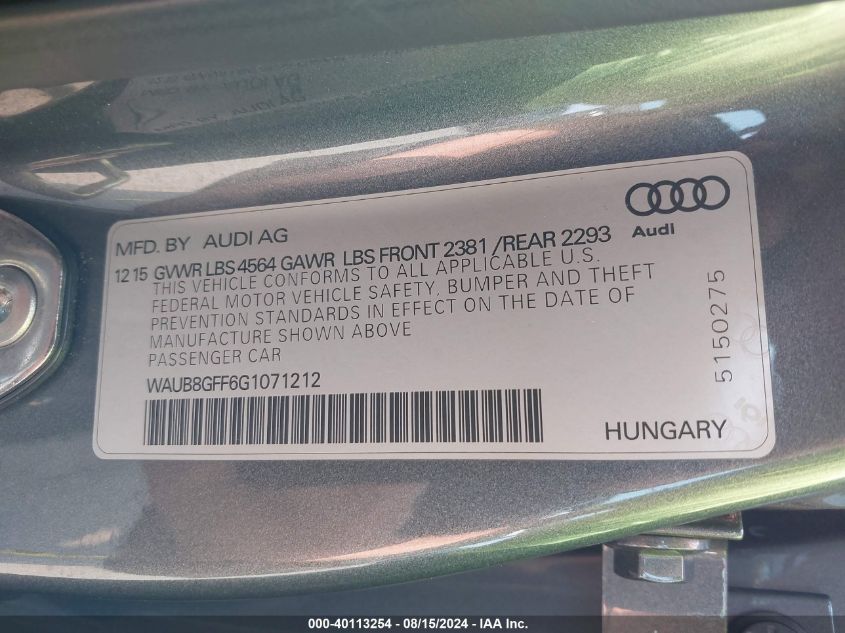 MFD. BY AUDI AG
Audi
12 15 GVWR LBS 4564 GAWR LBS FRONT 2381 /REAR 2293
THIS VEHICLE CONFORMS TO ALL APPLICABLE U.S.
FEDERAL MOTOR VEHICLE SAFETY, BUMPER AND THEFT
PREVENTION STANDARDS IN EFFECT ON THE DATE OF
MANUFACTURE SHOWN ABOVE
PASSENGER CAR
WAUB8GFF6G1071212
HUNGARY
5150275
000-40113254 - 08/15/2024 - IAA Inc.